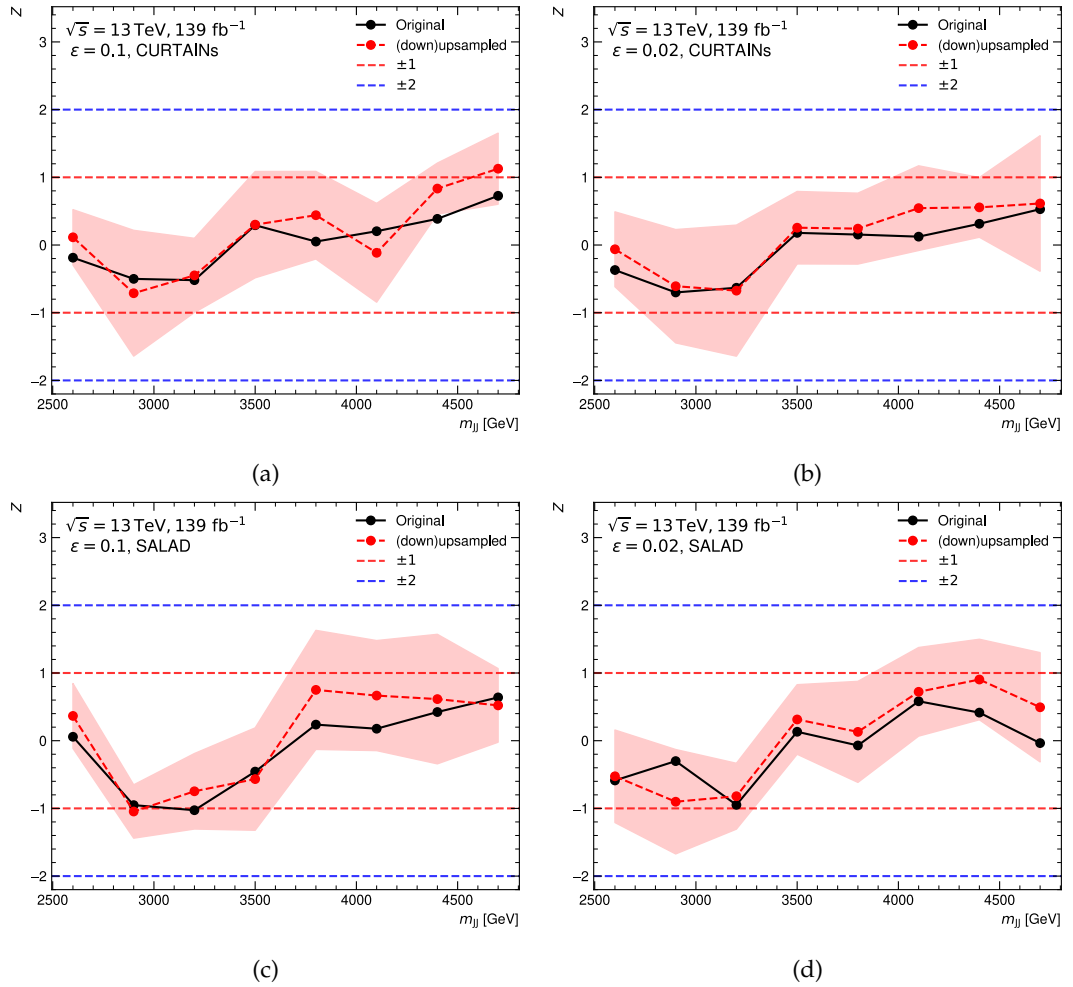 Z
√s = 13 TeV, 139 fb⁻¹
ε = 0.1, CURTAINs
Original
(down)upsampled
±1
±2
3
2
1
0
−1
−2
2500 3000 3500 4000 4500
m_JJ [GeV]
(a)
Z
√s = 13 TeV, 139 fb⁻¹
ε = 0.02, CURTAINs
Original
(down)upsampled
±1
±2
3
2
1
0
−1
−2
2500 3000 3500 4000 4500
m_JJ [GeV]
(b)
Z
√s = 13 TeV, 139 fb⁻¹
ε = 0.1, SALAD
Original
(down)upsampled
±1
±2
3
2
1
0
−1
−2
2500 3000 3500 4000 4500
m_JJ [GeV]
(c)
Z
√s = 13 TeV, 139 fb⁻¹
ε = 0.02, SALAD
Original
(down)upsampled
±1
±2
3
2
1
0
−1
−2
2500 3000 3500 4000 4500
m_JJ [GeV]
(d)